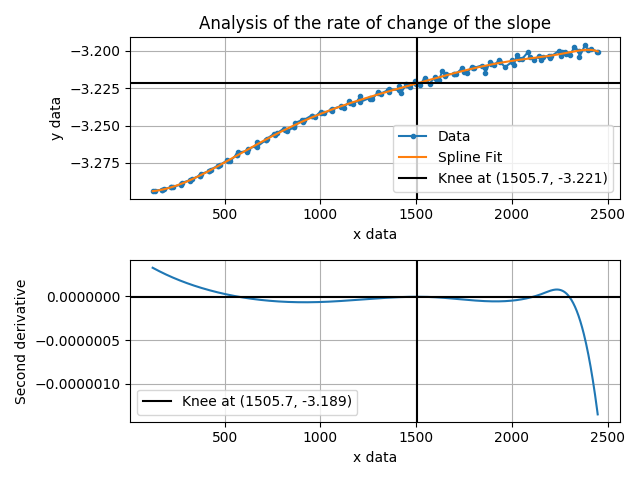 Analysis of the rate of change of the slope
−3.200
−3.225
−3.250
−3.275
y data
Data
Spline Fit
Knee at (1505.7, -3.221)
500 1000 1500 2000 2500
x data
0.0000000
−0.0000005
−0.0000010
Second derivative
Knee at (1505.7, -3.189)
500 1000 1500 2000 2500
x data